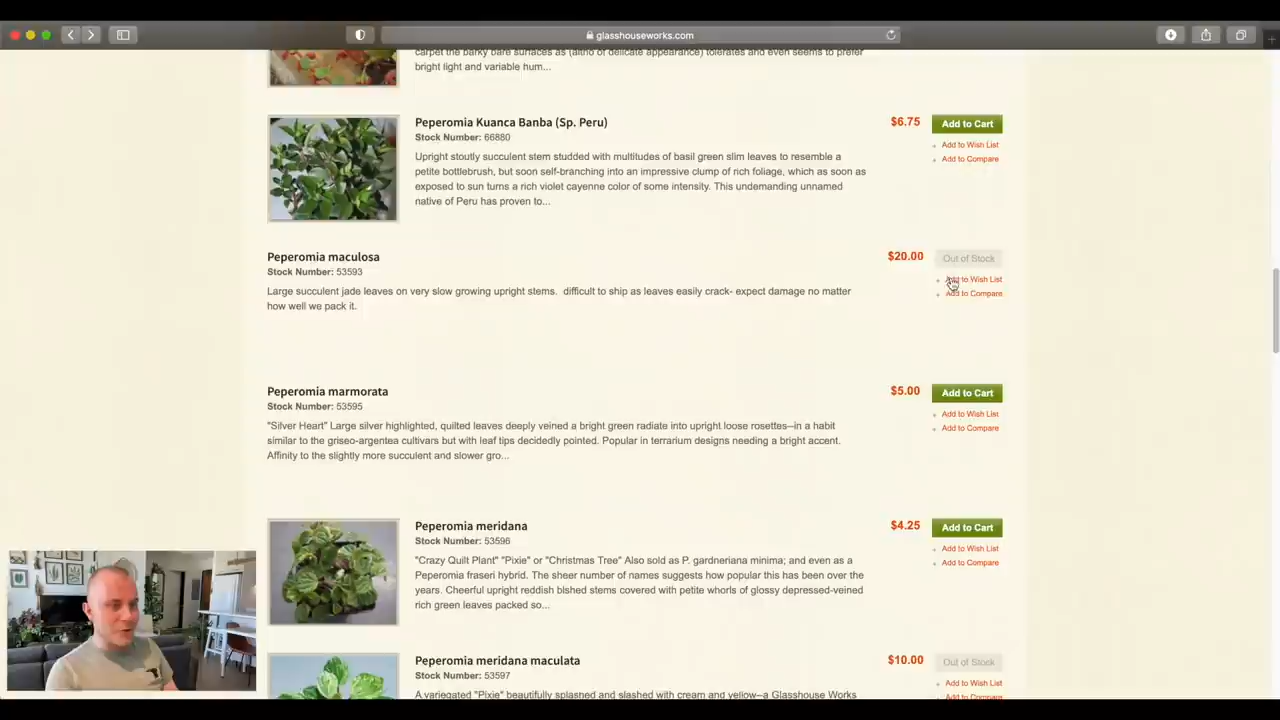 glasshouseworks.com
carpet the barky bare surfaces as (altho of delicate appearance) tolerates and even seems to prefer
bright light and variable hum...
Peperomia Kuanca Banba (Sp. Peru)
$6.75
Add to Cart
Stock Number: 66880
Add to Wish List
Upright stoutly succulent stem studded with multitudes of basil green slim leaves to resemble a
Add to Compare
petite bottlebrush, but soon self-branching into an impressive clump of rich foliage, which as soon as
exposed to sun turns a rich violet cayenne color of some intensity. This undemanding unnamed
native of Peru has proven to...
Peperomia maculosa
$20.00
Out of Stock
Stock Number: 53593
Add to Wish List
Large succulent jade leaves on very slow growing upright stems. difficult to ship as leaves easily crack- expect damage no matter
Add to Compare
how well we pack it.
Peperomia marmorata
$5.00
Add to Cart
Stock Number: 53595
Add to Wish List
"Silver Heart" Large silver highlighted, quilted leaves deeply veined a bright green radiate into upright loose rosettes--in a habit
Add to Compare
similar to the griseo-argentea cultivars but with leaf tips decidedly pointed. Popular in terrarium designs needing a bright accent.
Affinity to the slightly more succulent and slower gro...
Peperomia meridana
$4.25
Add to Cart
Stock Number: 53596
Add to Wish List
"Crazy Quilt Plant" "Pixie" or "Christmas Tree" Also sold as P. gardneriana minima; and even as a
Add to Compare
Peperomia fraseri hybrid. The sheer number of names suggests how popular this has been over the
years. Cheerful upright reddish blshed stems covered with petite whorls of glossy depressed-veined
rich green leaves packed so...
Peperomia meridana maculata
$10.00
Out of Stock
Stock Number: 53597
Add to Wish List
A variegated "Pixie" beautifully splashed and slashed with cream and yellow--a Glasshouse Works
Add to Compare